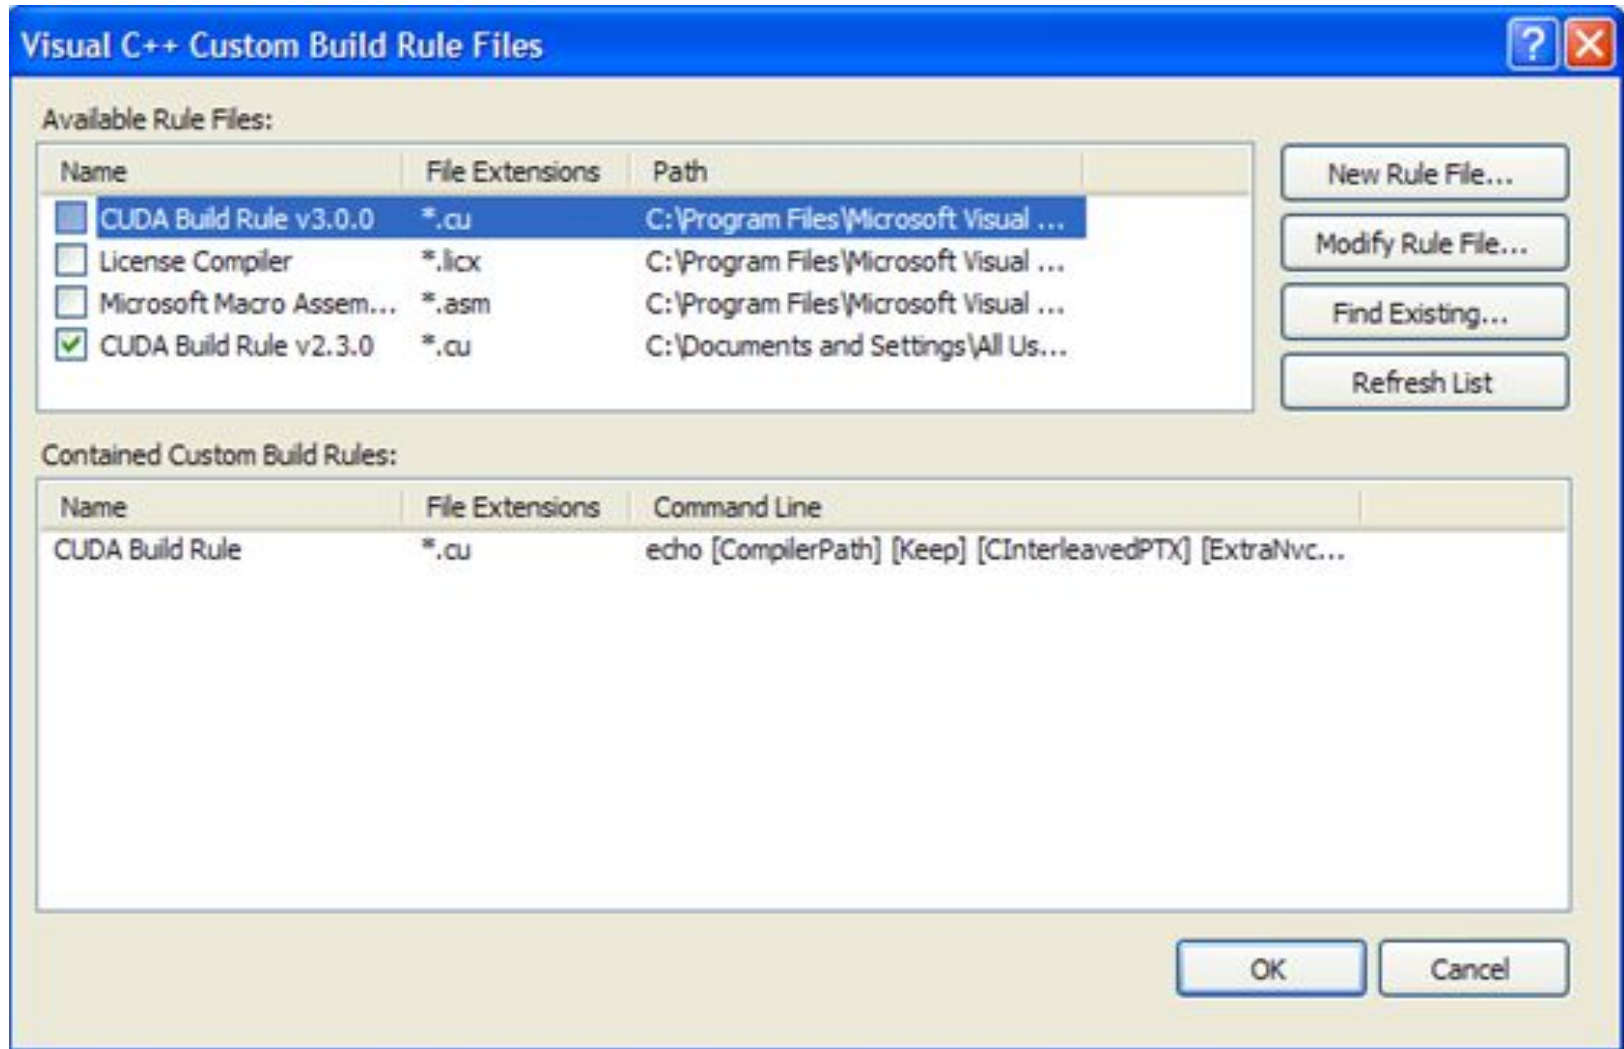 Visual C++ Custom Build Rule Files
Available Rule Files:
Name File Extensions Path
CUDA Build Rule v3.0.0 *.cu C:\Program Files\Microsoft Visual ...
License Compiler *.licx C:\Program Files\Microsoft Visual ...
Microsoft Macro Assem... *.asm C:\Program Files\Microsoft Visual ...
CUDA Build Rule v2.3.0 *.cu C:\Documents and Settings\All Us...
New Rule File...
Modify Rule File...
Find Existing...
Refresh List
Contained Custom Build Rules:
Name File Extensions Command Line
CUDA Build Rule *.cu echo [CompilerPath] [Keep] [CInterleavedPTX] [ExtraNvc...
OK Cancel